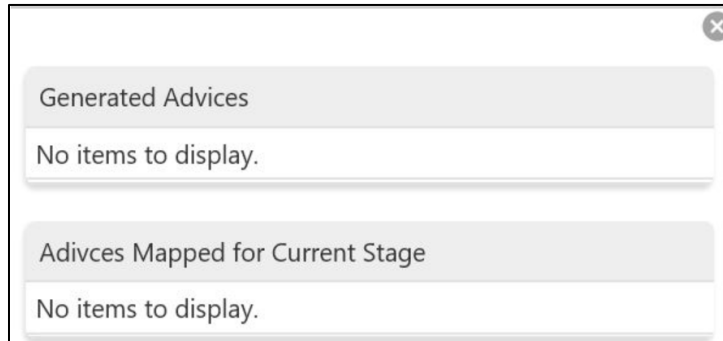 Generated Advices
No items to display.
Adivces Mapped for Current Stage
No items to display.